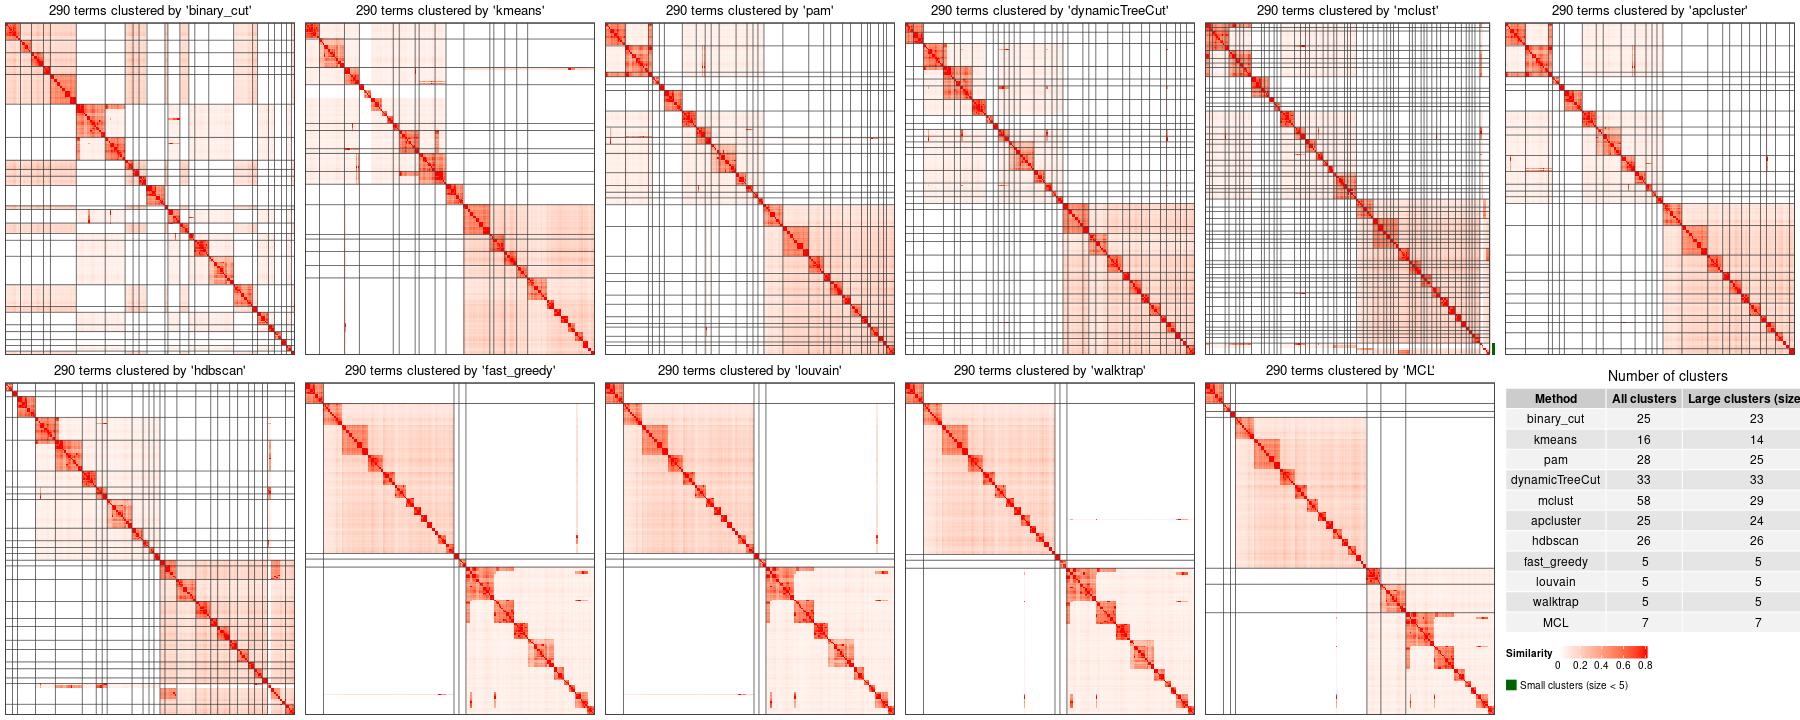 290 terms clustered by 'binary_cut'
290 terms clustered by 'kmeans'
290 terms clustered by 'pam'
290 terms clustered by 'dynamicTreeCut'
290 terms clustered by 'mclust'
290 terms clustered by 'apcluster'
290 terms clustered by 'hdbscan'
290 terms clustered by 'fast_greedy'
290 terms clustered by 'louvain'
290 terms clustered by 'walktrap'
290 terms clustered by 'MCL'
Number of clusters
Method All clusters Large clusters (size
binary_cut 25 23
kmeans 16 14
pam 28 25
dynamicTreeCut 33 33
mclust 58 29
apcluster 25 24
hdbscan 26 26
fast_greedy 5 5
louvain 5 5
walktrap 5 5
MCL 7 7
Similarity
0 0.2 0.4 0.6 0.8
Small clusters (size < 5)